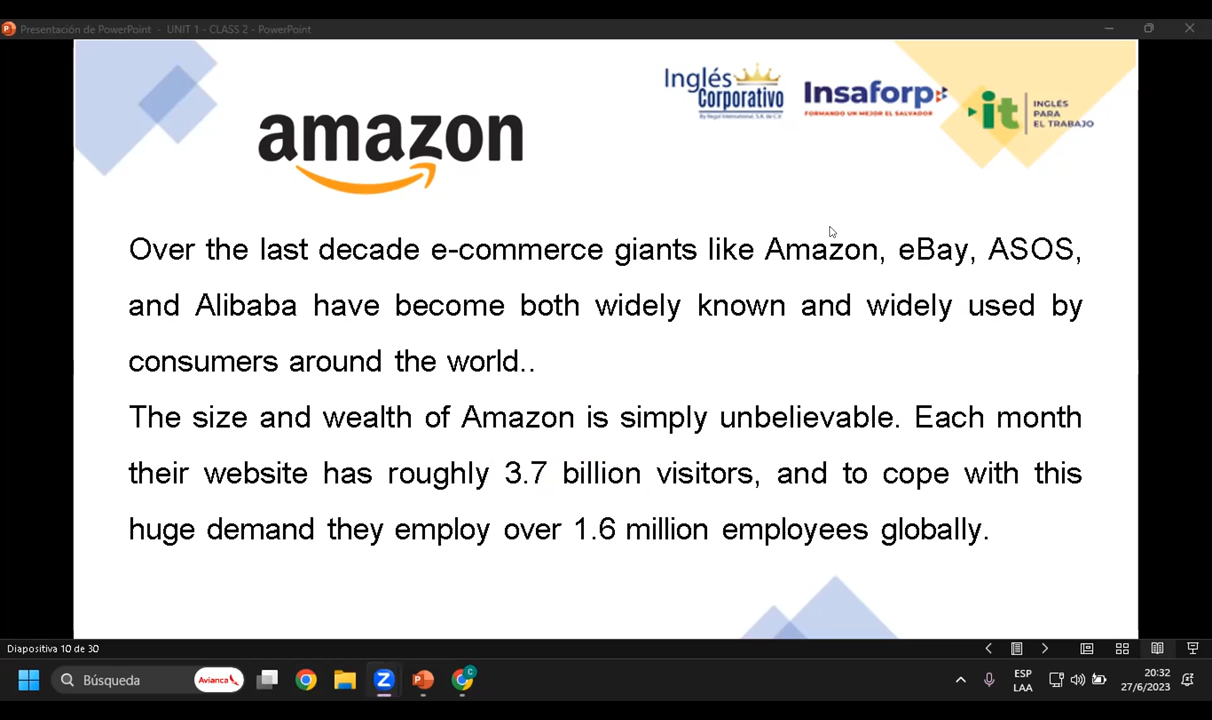 Presentación de PowerPoint - UNIT 1 - CLASS 2 - PowerPoint
Inglés
Corporativo
By Regal International, S.A. de C.V.
Insaforp
FORMANDO UN MEJOR EL SALVADOR
it
INGLÉS
PARA
EL TRABAJO
amazon
Over the last decade e-commerce giants like Amazon, eBay, ASOS,
and Alibaba have become both widely known and widely used by
consumers around the world..
The size and wealth of Amazon is simply unbelievable. Each month
their website has roughly 3.7 billion visitors, and to cope with this
huge demand they employ over 1.6 million employees globally.
Diapositiva 10 de 30
Búsqueda
Avianca
C
ESP
LAA
20:32
27/6/2023